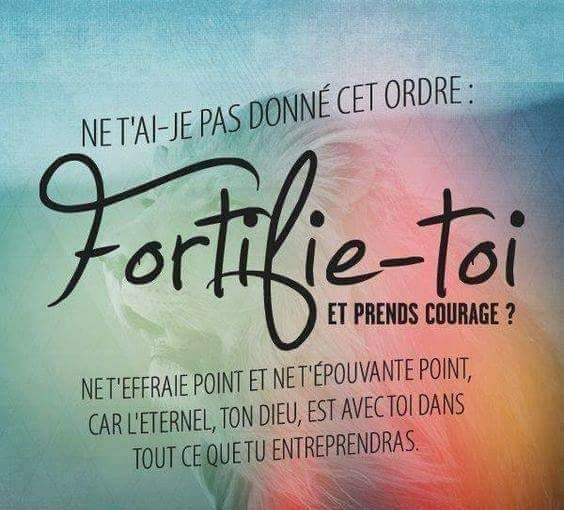 NE T'AI-JE PAS DONNÉ CET ORDRE :
Fortifie-toi
ET PRENDS COURAGE ?
NE T'EFFRAIE POINT ET NE T'ÉPOUVANTE POINT,
CAR L'ETERNEL, TON DIEU, EST AVEC TOI DANS
TOUT CE QUE TU ENTREPRENDRAS.